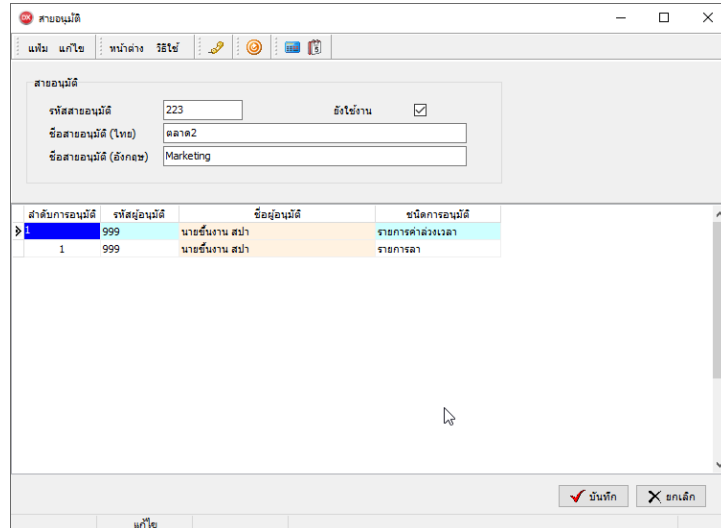 สายอนุมัติ
แฟ้ม แก้ไข หน้าต่าง วิธีใช้
สายอนุมัติ
รหัสสายอนุมัติ 223 ยังใช้งาน
ชื่อสายอนุมัติ (ไทย) ตลาด2
ชื่อสายอนุมัติ (อังกฤษ) Marketing
ลำดับการอนุมัติ รหัสผู้อนุมัติ ชื่อผู้อนุมัติ ชนิดการอนุมัติ
1 999 นายขึ้นงาน สปา รายการค่าล่วงเวลา
1 999 นายขึ้นงาน สปา รายการลา
บันทึก ยกเลิก
แก้ไข